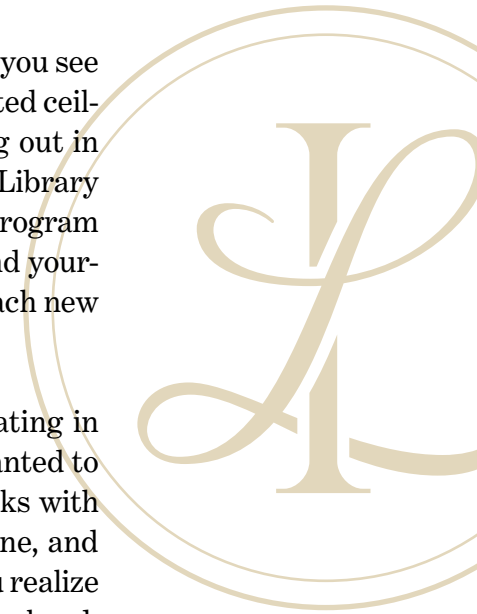 you see
ted ceil-
g out in
Library
rogram
nd your-
ach new
ating in
anted to
ks with
ne, and
u realize